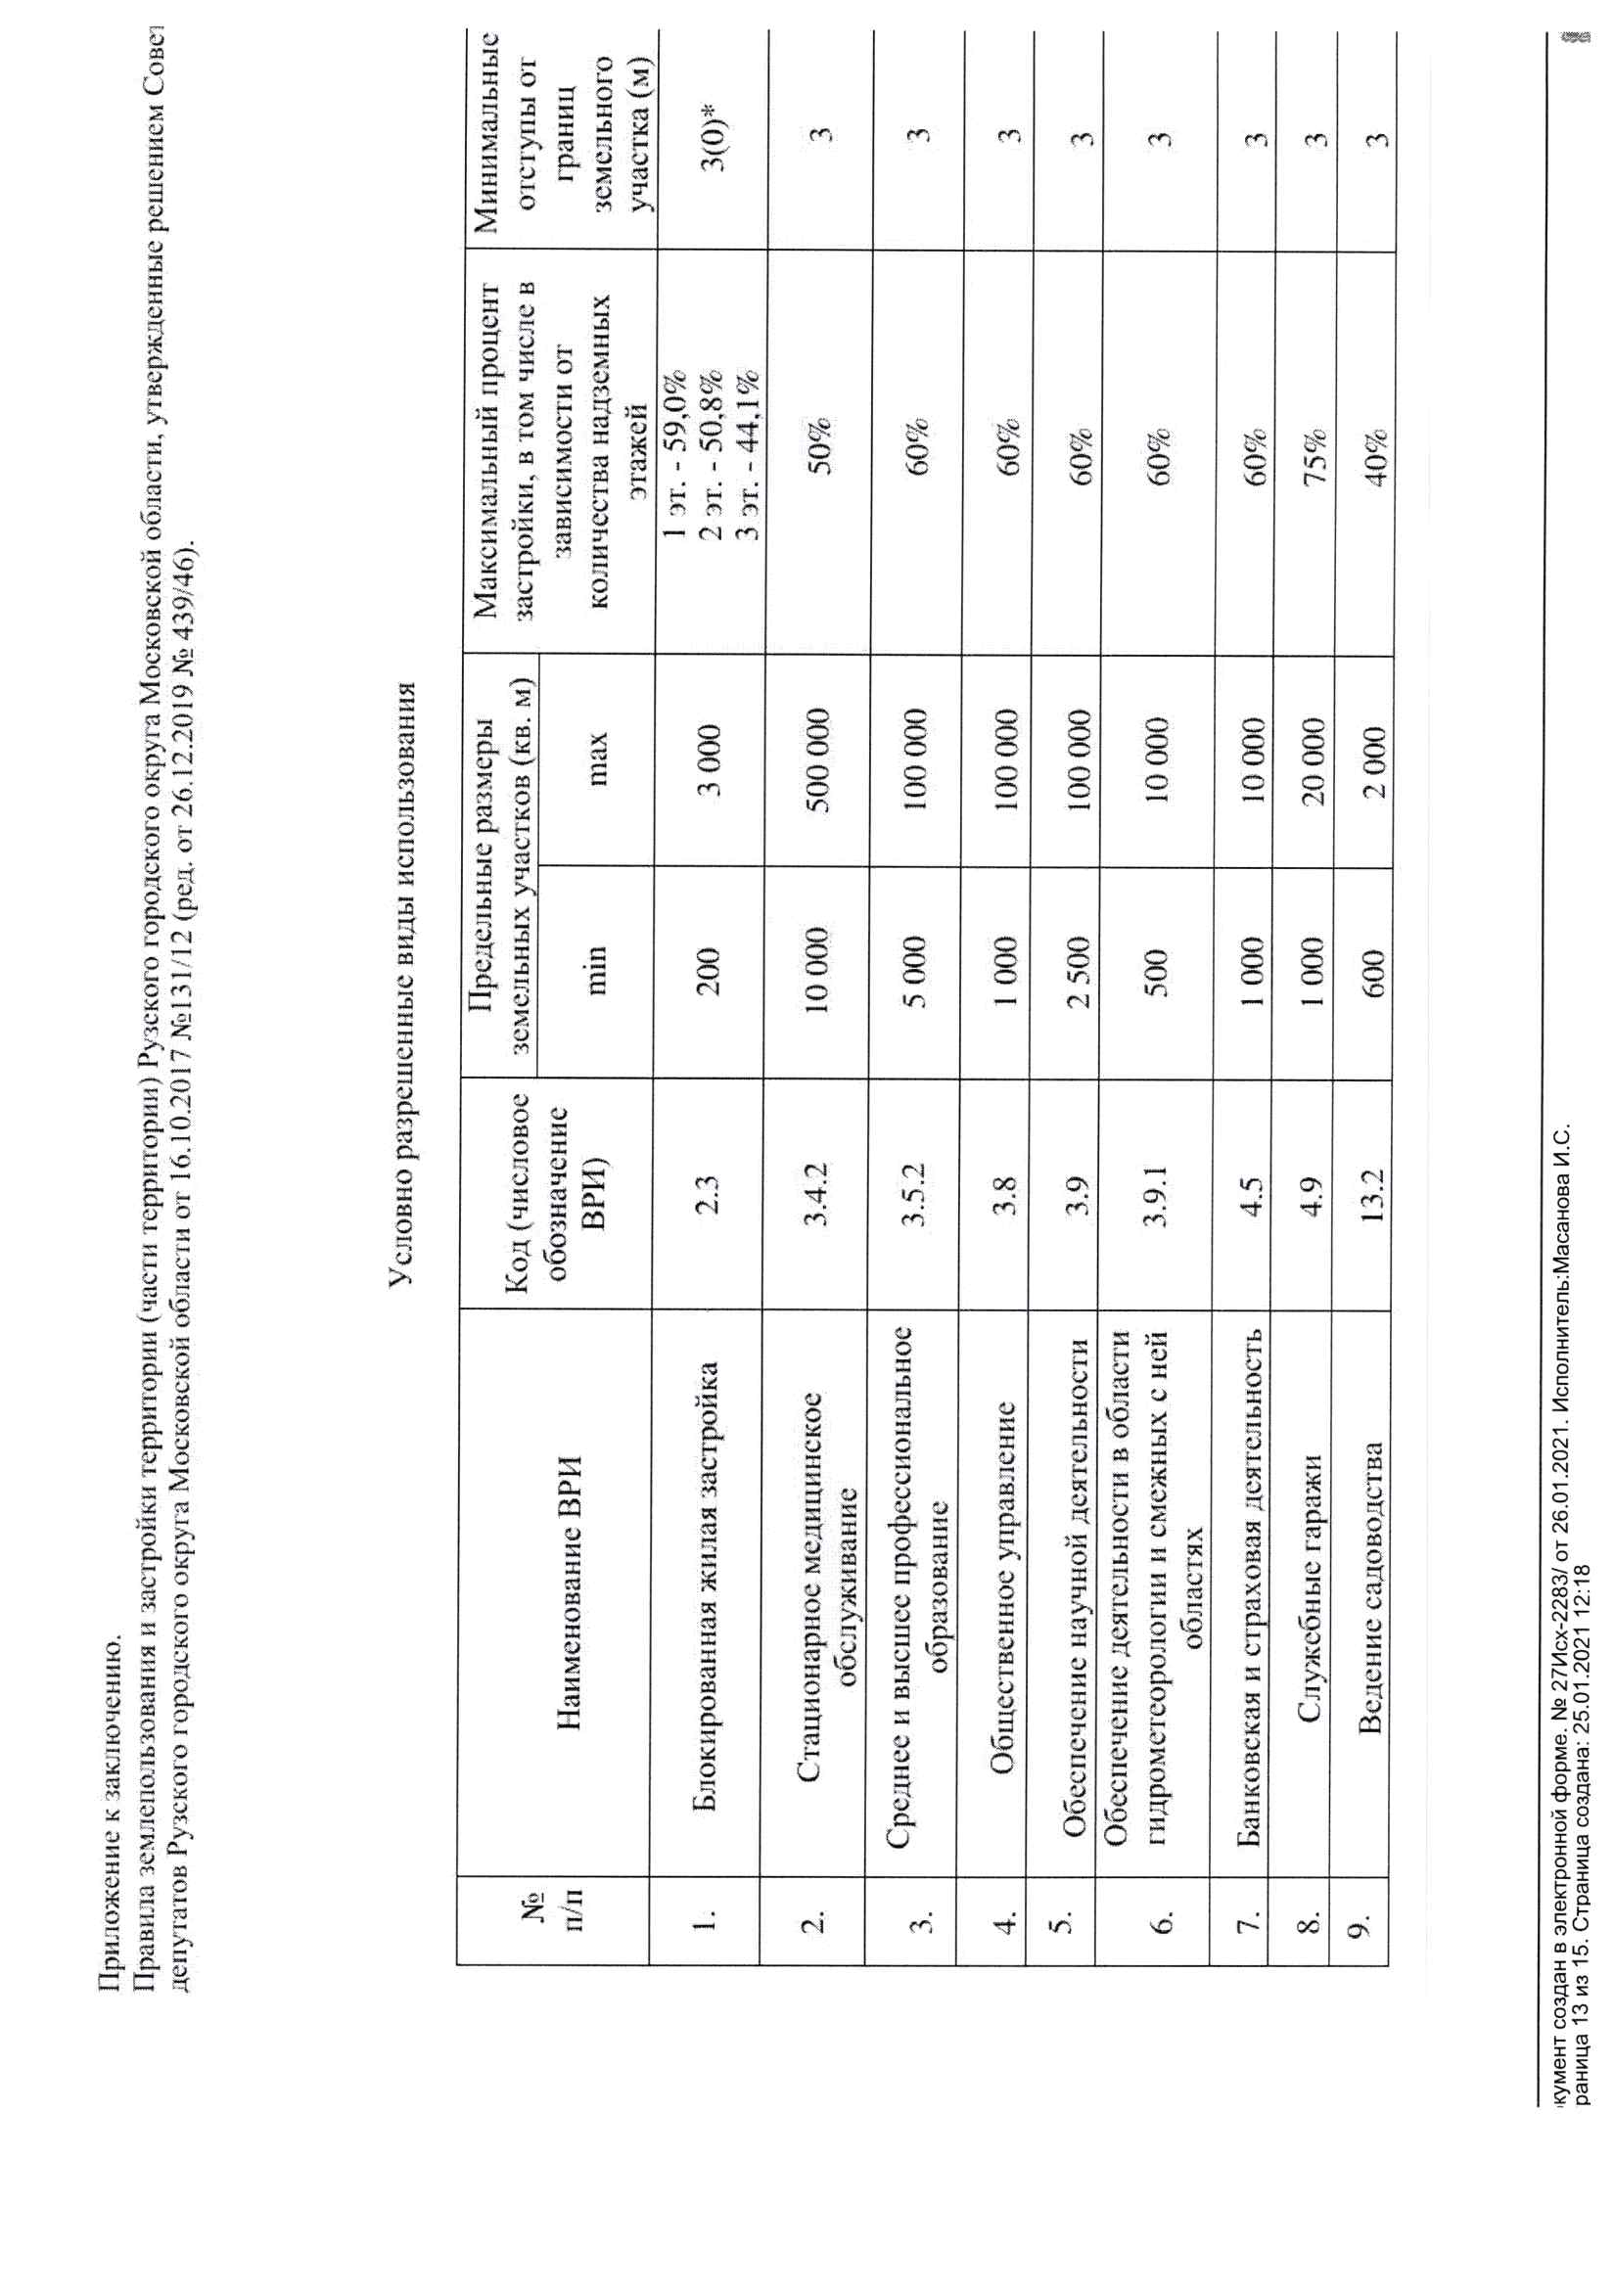 Приложение к заключению.
Правила землепользования и застройки территории (части территории) Рузского городского округа Московской области, утвержденные решением
депутатов Рузского городского округа Московской области от 16.10.2017 №131/12 (ред. от 26.12.2019 № 439/46).
Условно разрешенные виды использования
№
п/п
Наименование ВРИ
Код (числовое
обозначение
ВРИ)
Предельные размеры
земельных участков (кв. м)
min
max
Максимальный процент
застройки, в том числе в
зависимости от
количества надземных
этажей
Минимальные
отступы от
границ
земельного
участка (м)
1.
Блокированная жилая застройка
2.3
200
3 000
1 эт. - 59,0%
2 эт. - 50,8%
3 эт. - 44,1%
3(0)*
2.
Стационарное медицинское
обслуживание
3.4.2
10 000
500 000
50%
3
3.
Среднее и высшее профессиональное
образование
3.5.2
5 000
100 000
60%
3
4.
Общественное управление
3.8
1 000
100 000
60%
3
5.
Обеспечение научной деятельности
3.9
2 500
100 000
60%
3
6.
Обеспечение деятельности в области
гидрометеорологии и смежных с ней
областях
3.9.1
500
10 000
60%
3
7.
Банковская и страховая деятельность
4.5
1 000
10 000
60%
3
8.
Служебные гаражи
4.9
1 000
20 000
75%
3
9.
Ведение садоводства
13.2
600
2 000
40%
3
кумент создан в электронной форме. № 27Исх-2283/ от 26.01.2021. Исполнитель:Масанова И.С.
раница 13 из 15. Страница создана: 25.01.2021 12:18